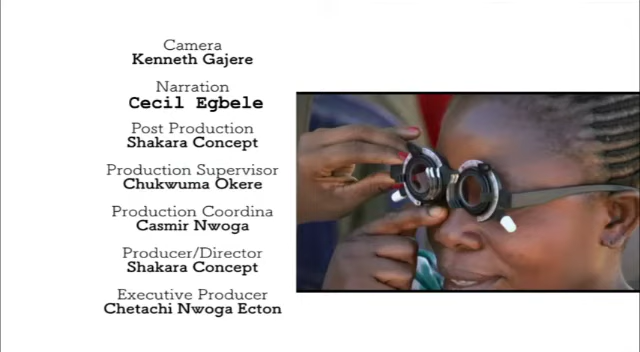 Camera
Kenneth Gajere
Narration
Cecil Egbele
Post Production
Shakara Concept
Production Supervisor
Chukwuma Okere
Production Coordina
Casmir Nwoga
Producer/Director
Shakara Concept
Executive Producer
Chetachi Nwoga Ecton